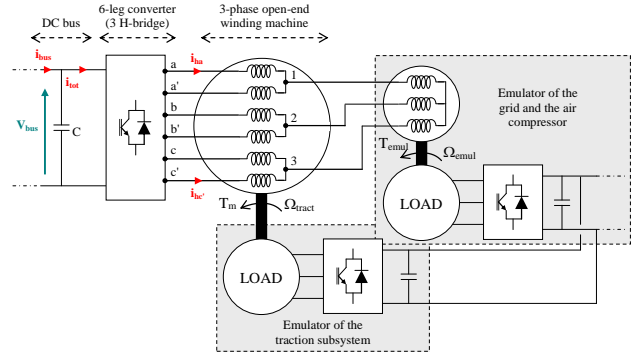 DC bus
6-leg converter
(3 H-bridge)
3-phase open-end
winding machine
i_bus
i_tot
V_bus
C
a
a'
b
b'
c
c'
i_ha
i_hc'
1
2
3
T_m
Ω_tract
T_emul
Ω_emul
Emulator of the
grid and the air
compressor
LOAD
LOAD
Emulator of the
traction subsystem